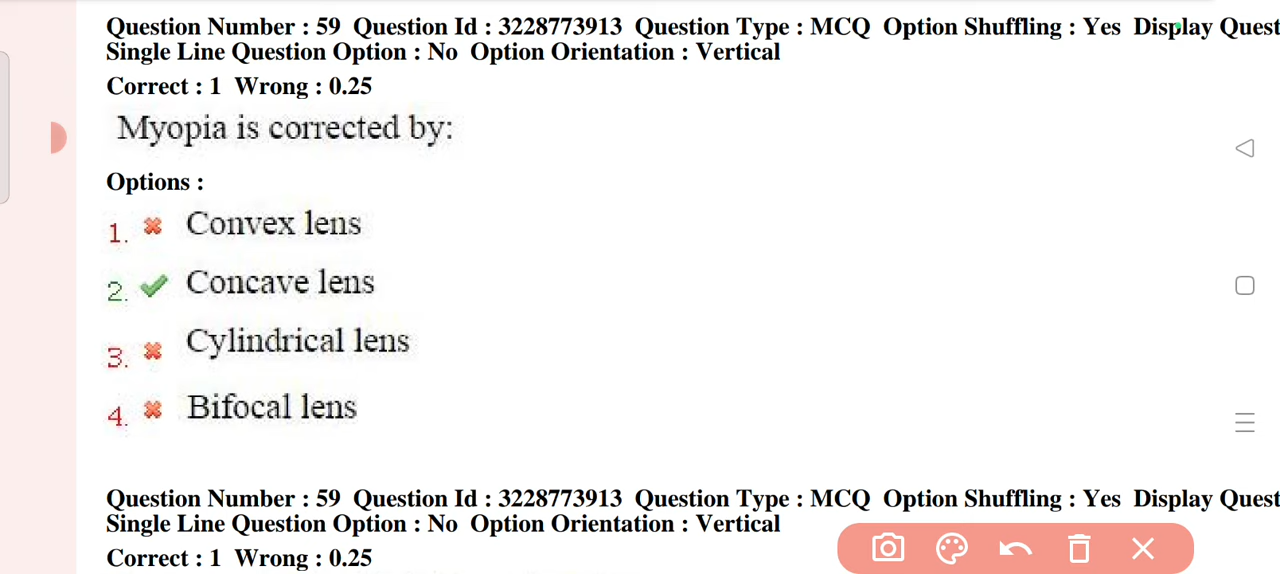 Question Number : 59 Question Id : 3228773913 Question Type : MCQ Option Shuffling : Yes Display Quest
Single Line Question Option : No Option Orientation : Vertical
Correct : 1 Wrong : 0.25
Myopia is corrected by:
Options :
1. Convex lens
2. Concave lens
3. Cylindrical lens
4. Bifocal lens
Question Number : 59 Question Id : 3228773913 Question Type : MCQ Option Shuffling : Yes Display Quest
Single Line Question Option : No Option Orientation : Vertical
Correct : 1 Wrong : 0.25